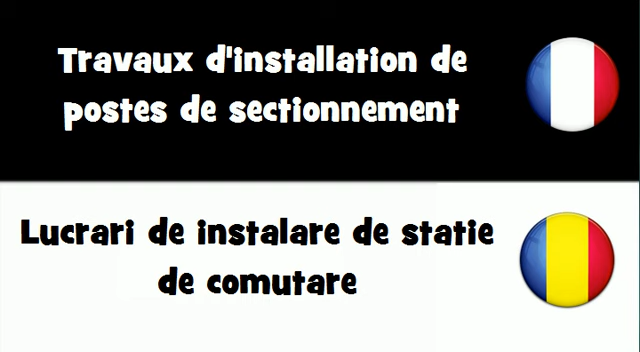 Travaux d'installation de
postes de sectionnement
Lucrari de instalare de statie
de comutare